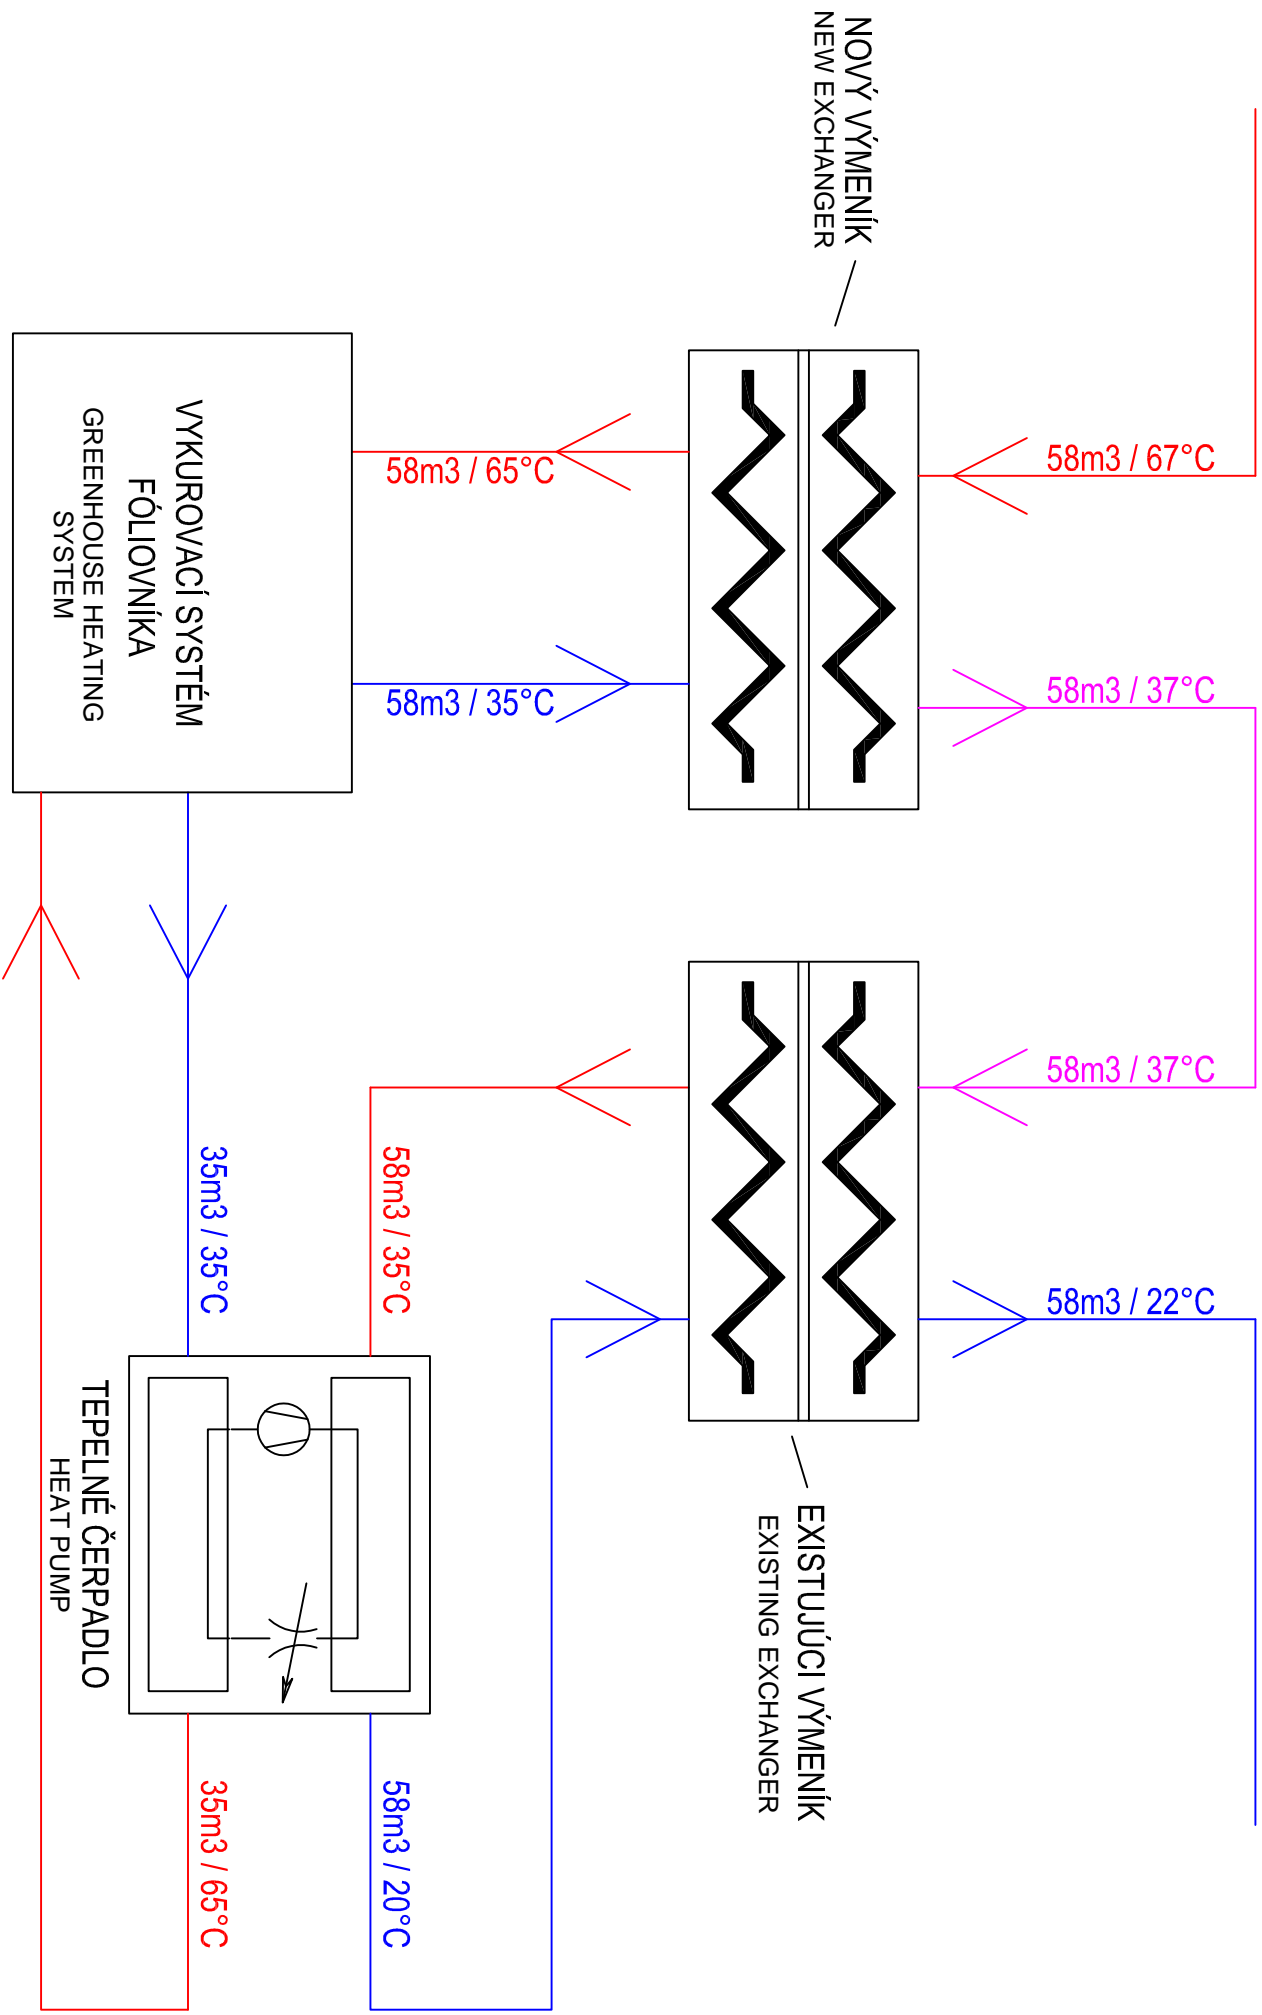 NOVÝ VÝMENÍK
NEW EXCHANGER
58m3 / 67°C
58m3 / 37°C
58m3 / 65°C
58m3 / 35°C
VYKUROVACÍ SYSTÉM
FÓLIOVNÍKA
GREENHOUSE HEATING
SYSTEM
58m3 / 37°C
58m3 / 22°C
58m3 / 35°C
35m3 / 35°C
EXISTUJÚCI VÝMENÍK
EXISTING EXCHANGER
TEPELNÉ ČERPADLO
HEAT PUMP
58m3 / 20°C
35m3 / 65°C